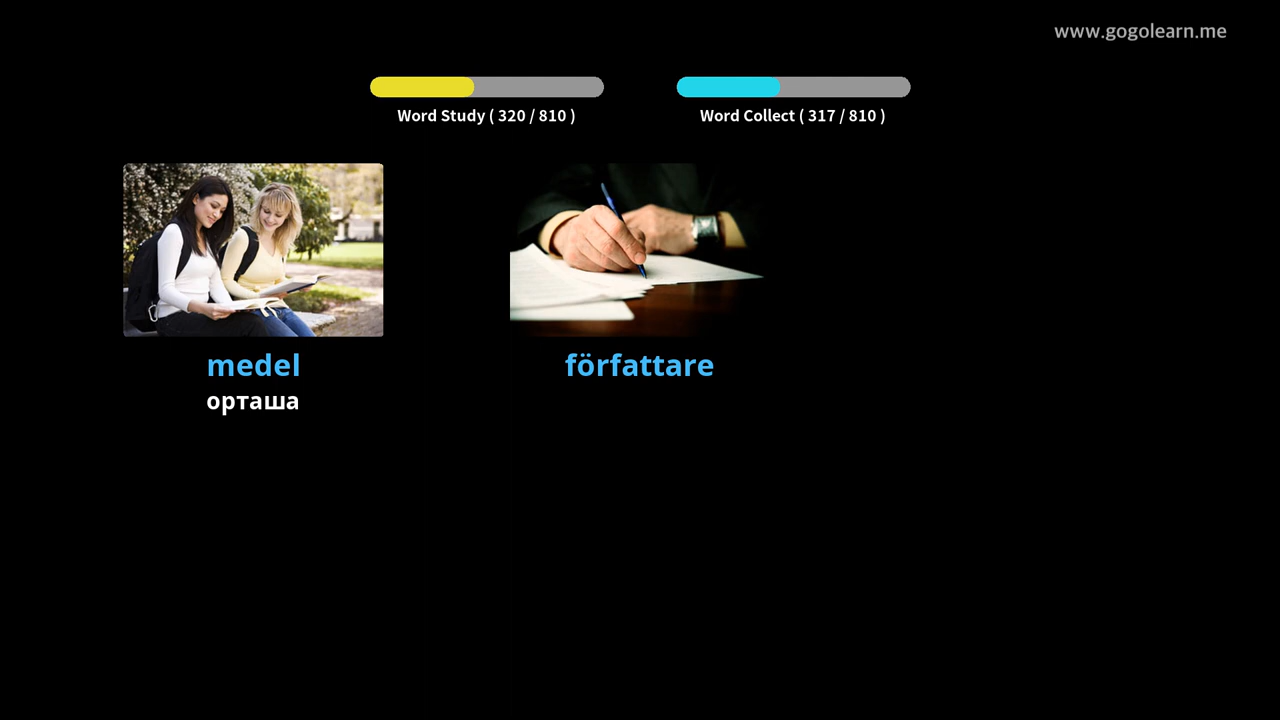 www.gogolearn.me
Word Study ( 320 / 810 )
Word Collect ( 317 / 810 )
medel
орташа
författare